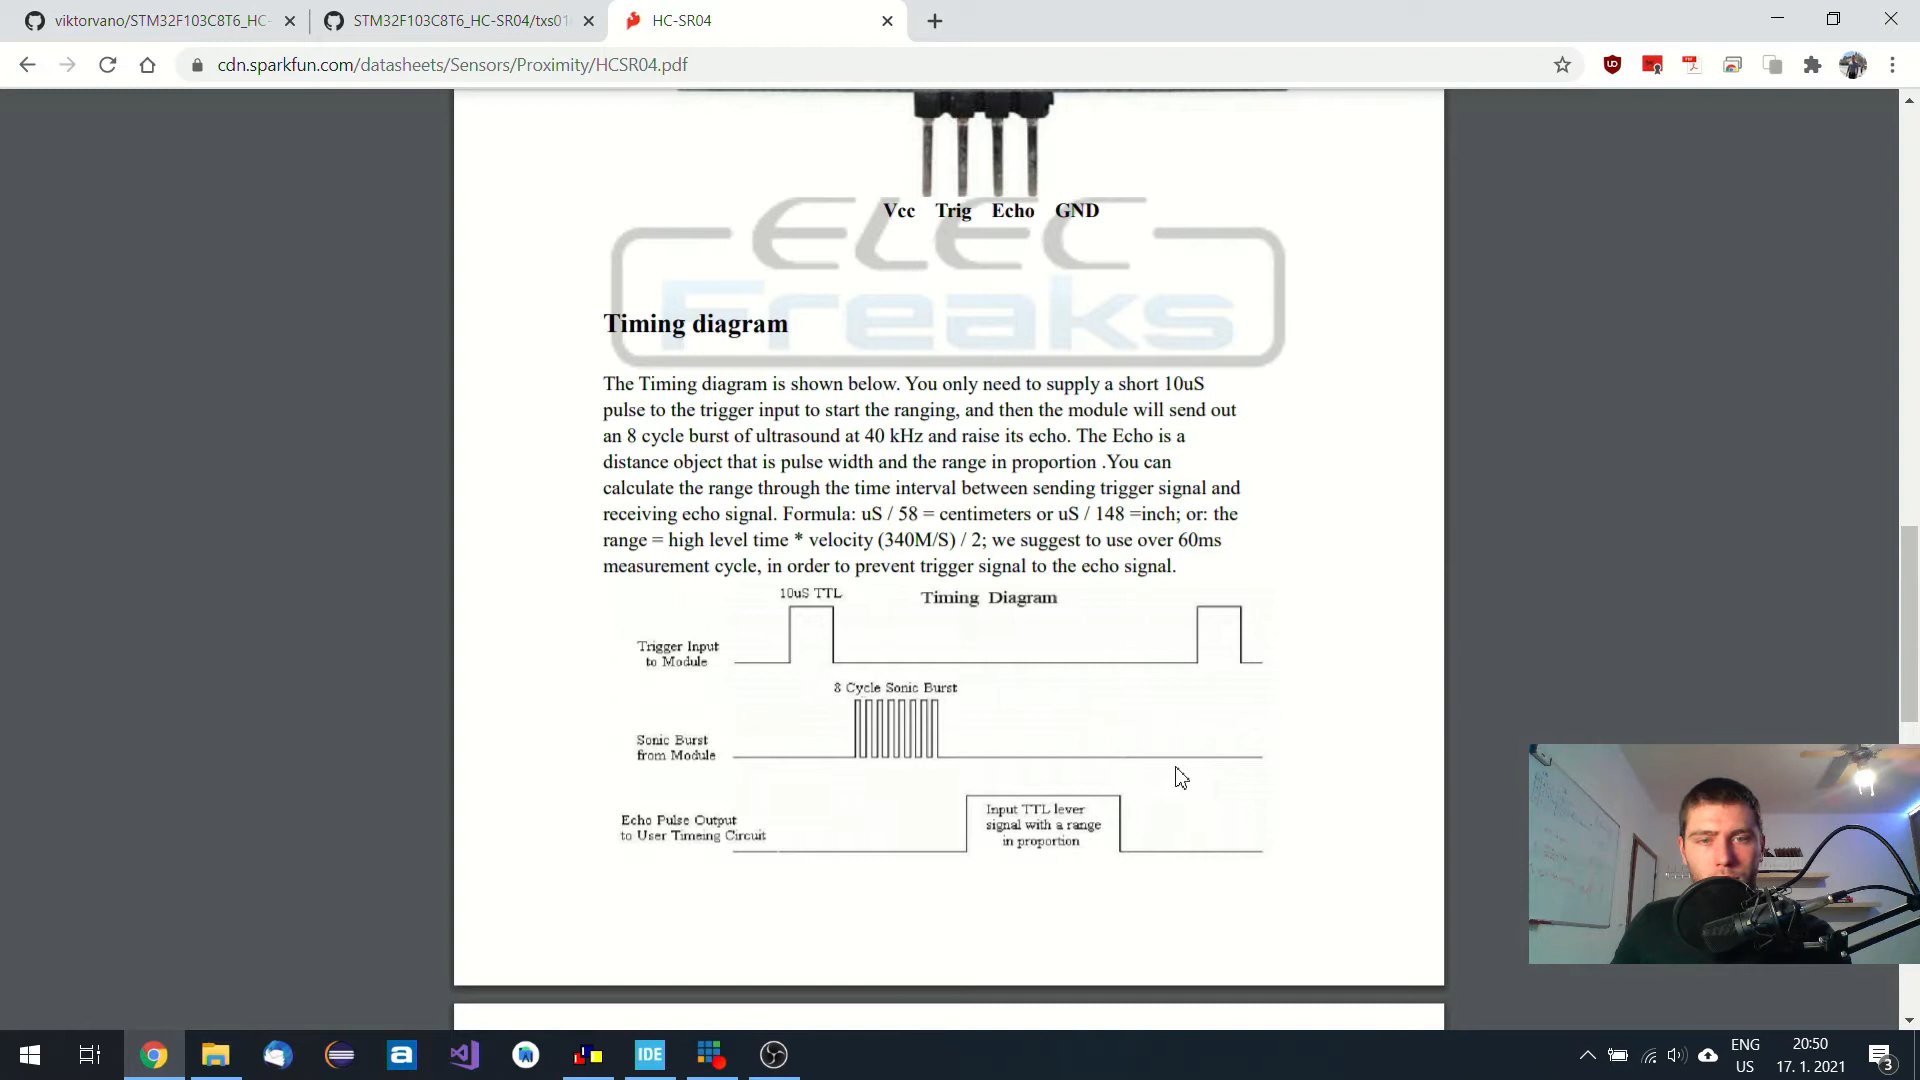 viktorvano/STM32F103C8T6_HC-
STM32F103C8T6_HC-SR04/txs01
HC-SR04
cdn.sparkfun.com/datasheets/Sensors/Proximity/HCSR04.pdf
Vcc Trig Echo GND
ELEC
Freaks
Timing diagram
The Timing diagram is shown below. You only need to supply a short 10uS
pulse to the trigger input to start the ranging, and then the module will send out
an 8 cycle burst of ultrasound at 40 kHz and raise its echo. The Echo is a
distance object that is pulse width and the range in proportion .You can
calculate the range through the time interval between sending trigger signal and
receiving echo signal. Formula: uS / 58 = centimeters or uS / 148 =inch; or: the
range = high level time * velocity (340M/S) / 2; we suggest to use over 60ms
measurement cycle, in order to prevent trigger signal to the echo signal.
10uS TTL
Timing Diagram
Trigger Input
to Module
8 Cycle Sonic Burst
Sonic Burst
from Module
Echo Pulse Output
to User Timeing Circuit
Input TTL lever
signal with a range
in proportion
IDE
ENG
US
20:50
17. 1. 2021
3